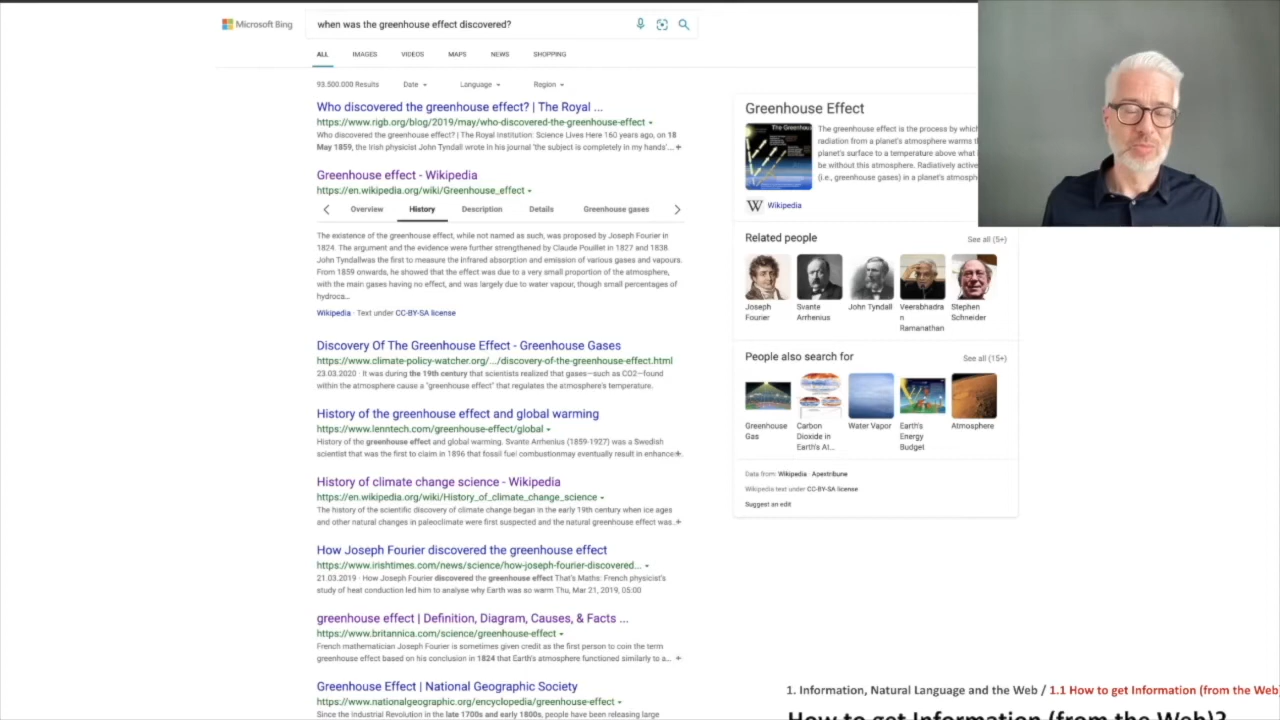 Microsoft Bing
when was the greenhouse effect discovered?
ALL IMAGES VIDEOS MAPS NEWS SHOPPING
93.500.000 Results Date Language Region
Who discovered the greenhouse effect? | The Royal ...
https://www.rigb.org/blog/2019/may/who-discovered-the-greenhouse-effect
Who discovered the greenhouse effect? | The Royal Institution: Science Lives Here 160 years ago, on 18
May 1859, the Irish physicist John Tyndall wrote in his journal 'the subject is completely in my hands'...
Greenhouse effect - Wikipedia
https://en.wikipedia.org/wiki/Greenhouse_effect
Overview History Description Details Greenhouse gases
The existence of the greenhouse effect, while not named as such, was proposed by Joseph Fourier in
1824. The argument and the evidence were further strengthened by Claude Pouillet in 1827 and 1838.
John Tyndallwas the first to measure the infrared absorption and emission of various gases and vapours.
From 1859 onwards, he showed that the effect was due to a very small proportion of the atmosphere,
with the main gases having no effect, and was largely due to water vapour, though small percentages of
hydroca...
Wikipedia · Text under CC-BY-SA license
Discovery Of The Greenhouse Effect - Greenhouse Gases
https://www.climate-policy-watcher.org/.../discovery-of-the-greenhouse-effect.html
23.03.2020 · It was during the 19th century that scientists realized that gases—such as CO2—found
within the atmosphere cause a "greenhouse effect" that regulates the atmosphere's temperature.
History of the greenhouse effect and global warming
https://www.lenntech.com/greenhouse-effect/global
History of the greenhouse effect and global warming. Svante Arrhenius (1859-1927) was a Swedish
scientist that was the first to claim in 1896 that fossil fuel combustionmay eventually result in enhance
History of climate change science - Wikipedia
https://en.wikipedia.org/wiki/History_of_climate_change_science
The history of the scientific discovery of climate change began in the early 19th century when ice ages
and other natural changes in paleoclimate were first suspected and the natural greenhouse effect was..
How Joseph Fourier discovered the greenhouse effect
https://www.irishtimes.com/news/science/how-joseph-fourier-discovered...
21.03.2019 · How Joseph Fourier discovered the greenhouse effect That's Maths: French physicist's
study of heat conduction led him to analyse why Earth was so warm Thu, Mar 21, 2019, 05:00
greenhouse effect | Definition, Diagram, Causes, & Facts ...
https://www.britannica.com/science/greenhouse-effect
French mathematician Joseph Fourier is sometimes given credit as the first person to coin the term
greenhouse effect based on his conclusion in 1824 that Earth's atmosphere functioned similarly to a...
Greenhouse Effect | National Geographic Society
https://www.nationalgeographic.org/encyclopedia/greenhouse-effect
Since the Industrial Revolution in the late 1700s and early 1800s, people have been releasing large
Greenhouse Effect
The greenhouse effect is the process by which
radiation from a planet's atmosphere warms t
planet's surface to a temperature above what
be without this atmosphere. Radiatively active
(i.e., greenhouse gases) in a planet's atmosph
Wikipedia
Related people See all (5+)
Joseph Fourier
Svante Arrhenius
John Tyndall
Veerabhadra
n
Ramanathan
Stephen Schneider
People also search for See all (15+)
Greenhouse Gas
Carbon Dioxide in Earth's At...
Water Vapor
Earth's Energy Budget
Atmosphere
Data from: Wikipedia · Apextribune
Wikipedia text under CC-BY-SA license
Suggest an edit
1. Information, Natural Language and the Web / 1.1 How to get Information (from the Web
How to get Information (from the Web)?